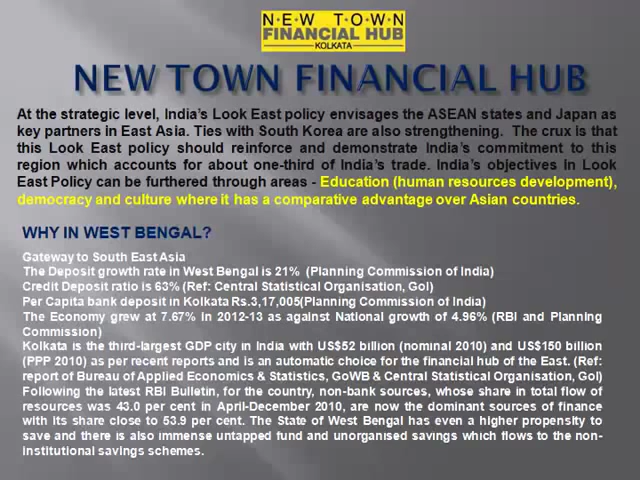 NEW TOWN
FINANCIAL HUB
KOLKATA
NEW TOWN FINANCIAL HUB
At the strategic level, India's Look East policy envisages the ASEAN states and Japan as
key partners in East Asia. Ties with South Korea are also strengthening. The crux is that
this Look East policy should reinforce and demonstrate India's commitment to this
region which accounts for about one-third of India's trade. India's objectives in Look
East Policy can be furthered through areas - Education (human resources development),
democracy and culture where it has a comparative advantage over Asian countries.
WHY IN WEST BENGAL?
Gateway to South East Asia
The Deposit growth rate in West Bengal is 21% (Planning Commission of India)
Credit Deposit ratio is 63% (Ref: Central Statistical Organisation, GoI)
Per Capita bank deposit in Kolkata Rs.3,17,005(Planning Commission of India)
The Economy grew at 7.67% in 2012-13 as against National growth of 4.96% (RBI and Planning
Commission)
Kolkata is the third-largest GDP city in India with US$52 billion (nominal 2010) and US$150 billion
(PPP 2010) as per recent reports and is an automatic choice for the financial hub of the East. (Ref:
report of Bureau of Applied Economics & Statistics, GoWB & Central Statistical Organisation, GoI)
Following the latest RBI Bulletin, for the country, non-bank sources, whose share in total flow of
resources was 43.0 per cent in April-December 2010, are now the dominant sources of finance
with its share close to 53.9 per cent. The State of West Bengal has even a higher propensity to
save and there is also immense untapped fund and unorganised savings which flows to the non-
institutional savings schemes.